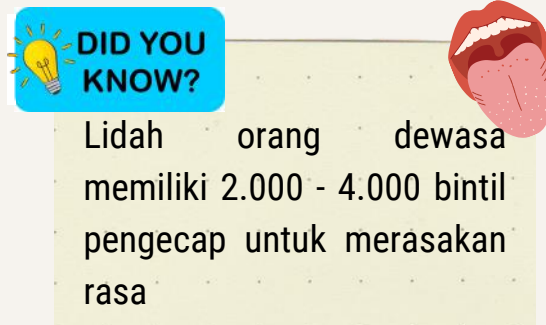 DID YOU
KNOW?
Lidah orang dewasa
memiliki 2.000 - 4.000 bintil
pengecap untuk merasakan
rasa